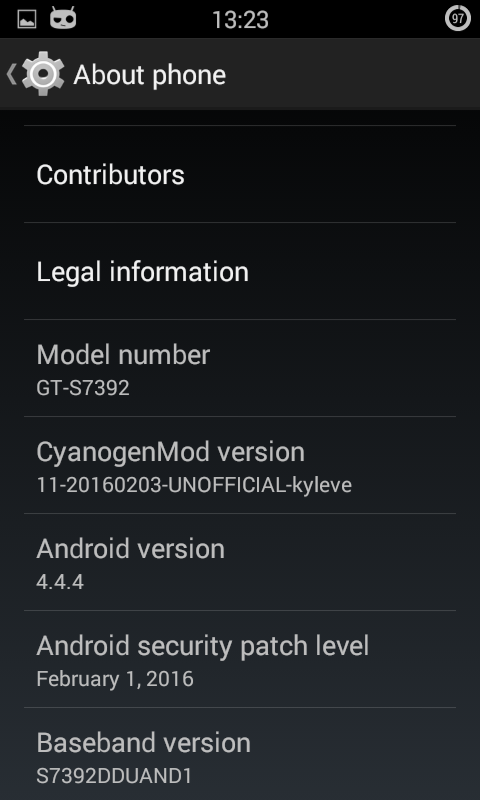 13:23
97
About phone
Contributors
Legal information
Model number
GT-S7392
CyanogenMod version
11-20160203-UNOFFICIAL-kyleve
Android version
4.4.4
Android security patch level
February 1, 2016
Baseband version
S7392DDUAND1